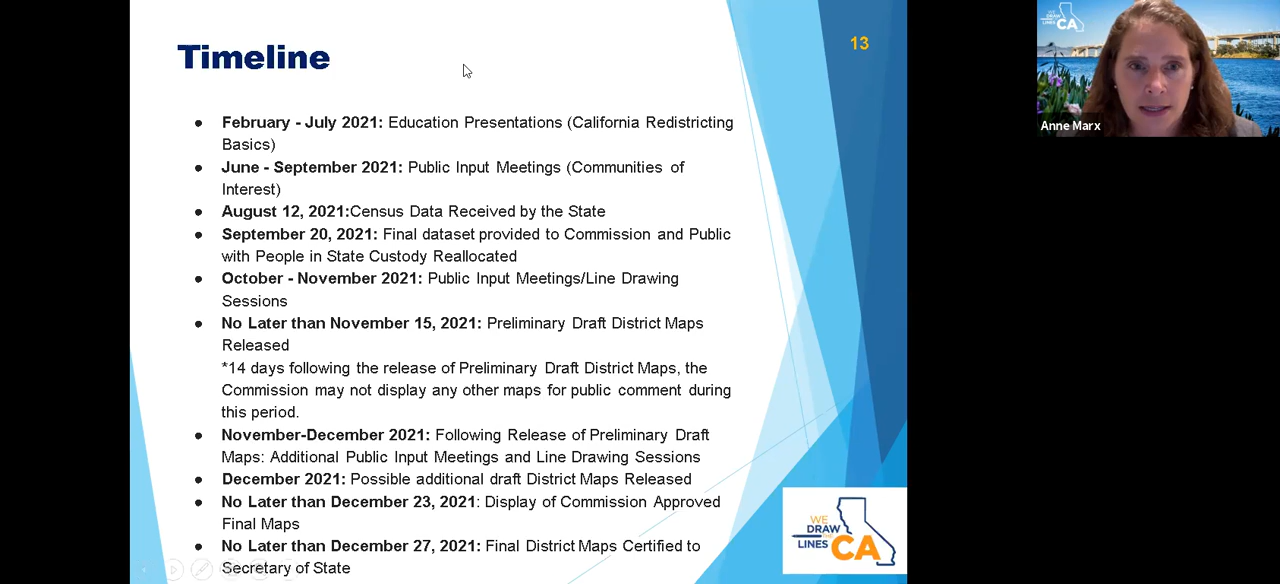 Timeline
13
● February - July 2021: Education Presentations (California Redistricting
Basics)
● June - September 2021: Public Input Meetings (Communities of
Interest)
● August 12, 2021:Census Data Received by the State
● September 20, 2021: Final dataset provided to Commission and Public
with People in State Custody Reallocated
● October - November 2021: Public Input Meetings/Line Drawing
Sessions
● No Later than November 15, 2021: Preliminary Draft District Maps
Released
*14 days following the release of Preliminary Draft District Maps, the
Commission may not display any other maps for public comment during
this period.
● November-December 2021: Following Release of Preliminary Draft
Maps: Additional Public Input Meetings and Line Drawing Sessions
● December 2021: Possible additional draft District Maps Released
● No Later than December 23, 2021: Display of Commission Approved
Final Maps
● No Later than December 27, 2021: Final District Maps Certified to
Secretary of State
WE
DRAW
THE
LINES CA
WE
DRAW
LINES CA
Anne Marx